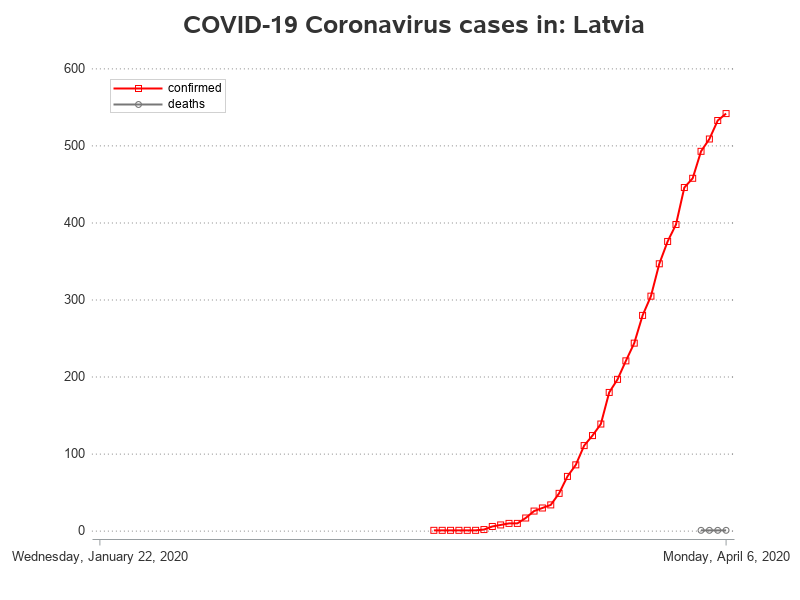 COVID-19 Coronavirus cases in: Latvia
600
confirmed
deaths
500
400
300
200
100
0
Wednesday, January 22, 2020 Monday, April 6, 2020